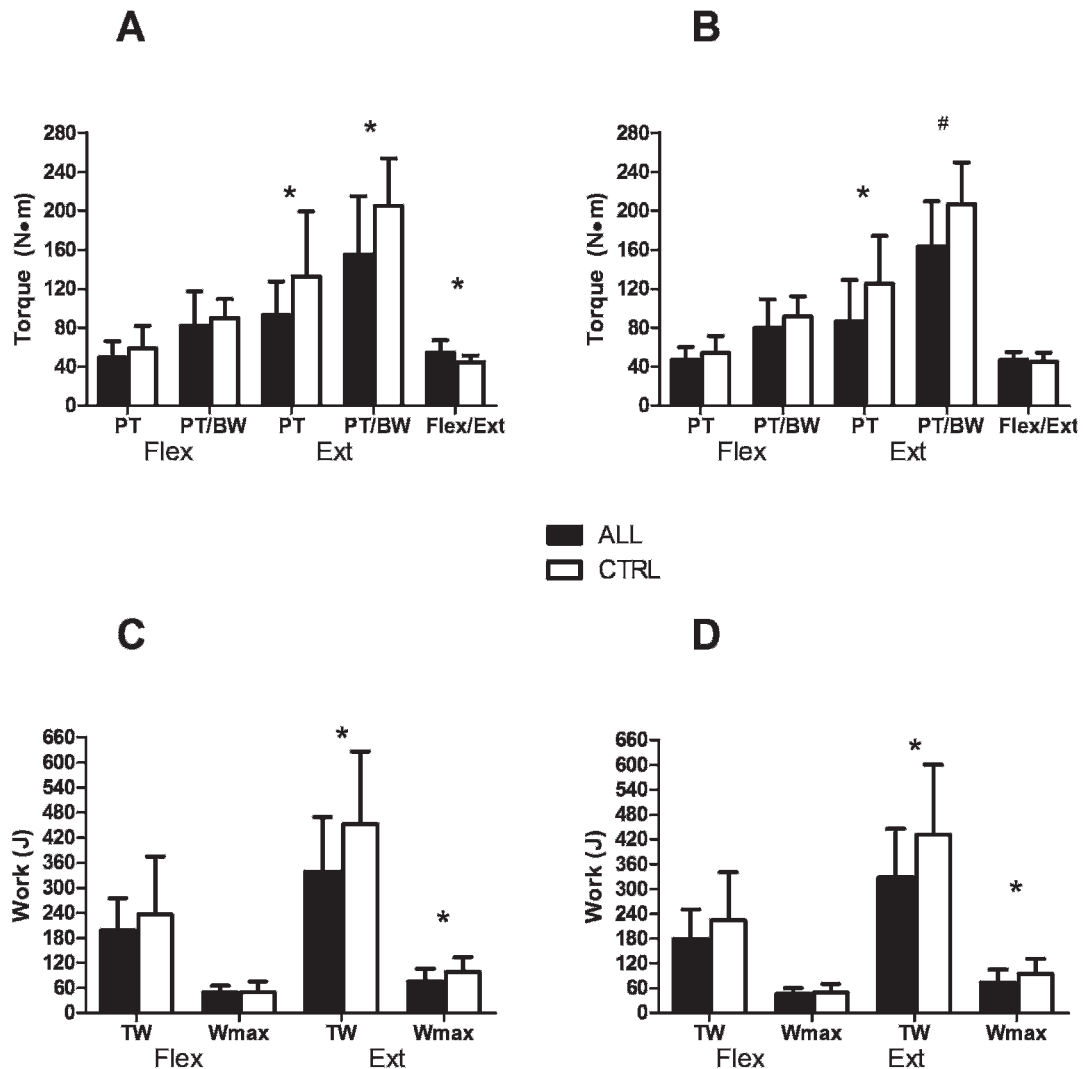 A
B
Torque (N•m)
280
240
200
160
120
80
40
0
*
*
*
PT PT/BW PT PT/BW Flex/Ext
Flex Ext
Torque (N•m)
280
240
200
160
120
80
40
0
*
#
PT PT/BW PT PT/BW Flex/Ext
Flex Ext
ALL
CTRL
C
D
Work (J)
660
600
540
480
420
360
300
240
180
120
60
0
*
*
TW Wmax TW Wmax
Flex Ext
Work (J)
660
600
540
480
420
360
300
240
180
120
60
0
*
*
TW Wmax TW Wmax
Flex Ext